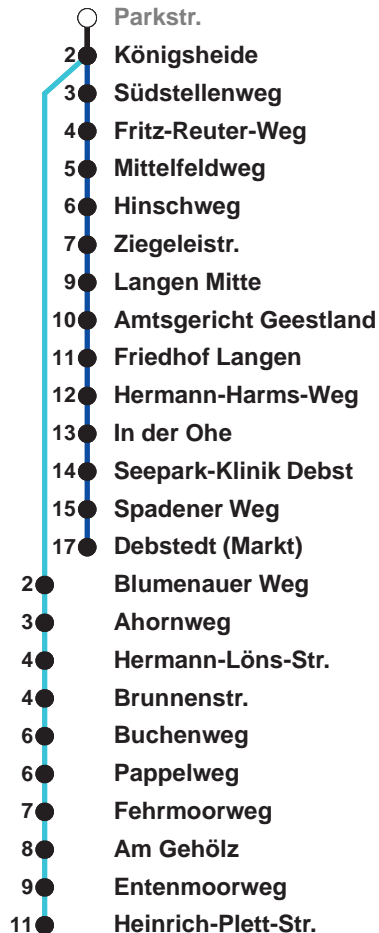 Parkstr.
2 Königsheide
3 Südstellenweg
4 Fritz-Reuter-Weg
5 Mittelfeldweg
6 Hinschweg
7 Ziegeleistr.
9 Langen Mitte
10 Amtsgericht Geestland
11 Friedhof Langen
12 Hermann-Harms-Weg
13 In der Ohe
14 Seepark-Klinik Debst
15 Spadener Weg
17 Debstedt (Markt)
2 Blumenauer Weg
3 Ahornweg
4 Hermann-Löns-Str.
4 Brunnenstr.
6 Buchenweg
6 Pappelweg
7 Fehrmoorweg
8 Am Gehölz
9 Entenmoorweg
11 Heinrich-Plett-Str.